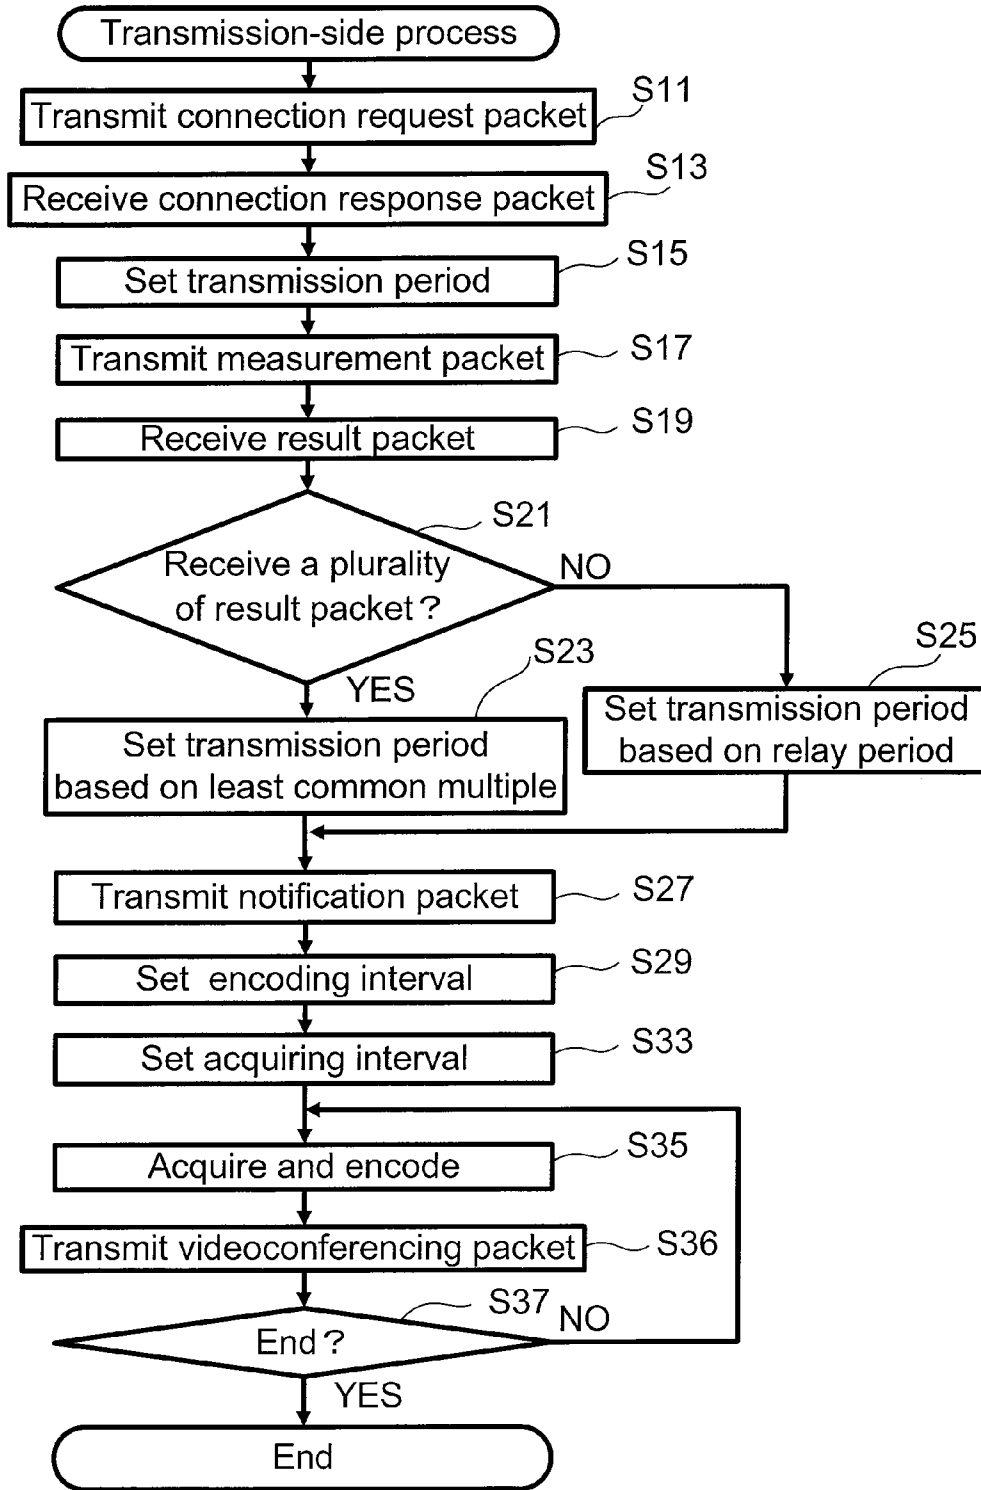 Transmission-side process
S11
Transmit connection request packet
S13
Receive connection response packet
S15
Set transmission period
S17
Transmit measurement packet
S19
Receive result packet
S21
Receive a plurality
of result packet?
NO
YES
S23
Set transmission period
based on least common multiple
S25
Set transmission period
based on relay period
S27
Transmit notification packet
S29
Set encoding interval
S33
Set acquiring interval
S35
Acquire and encode
S36
Transmit videoconferencing packet
S37
End?
NO
YES
End